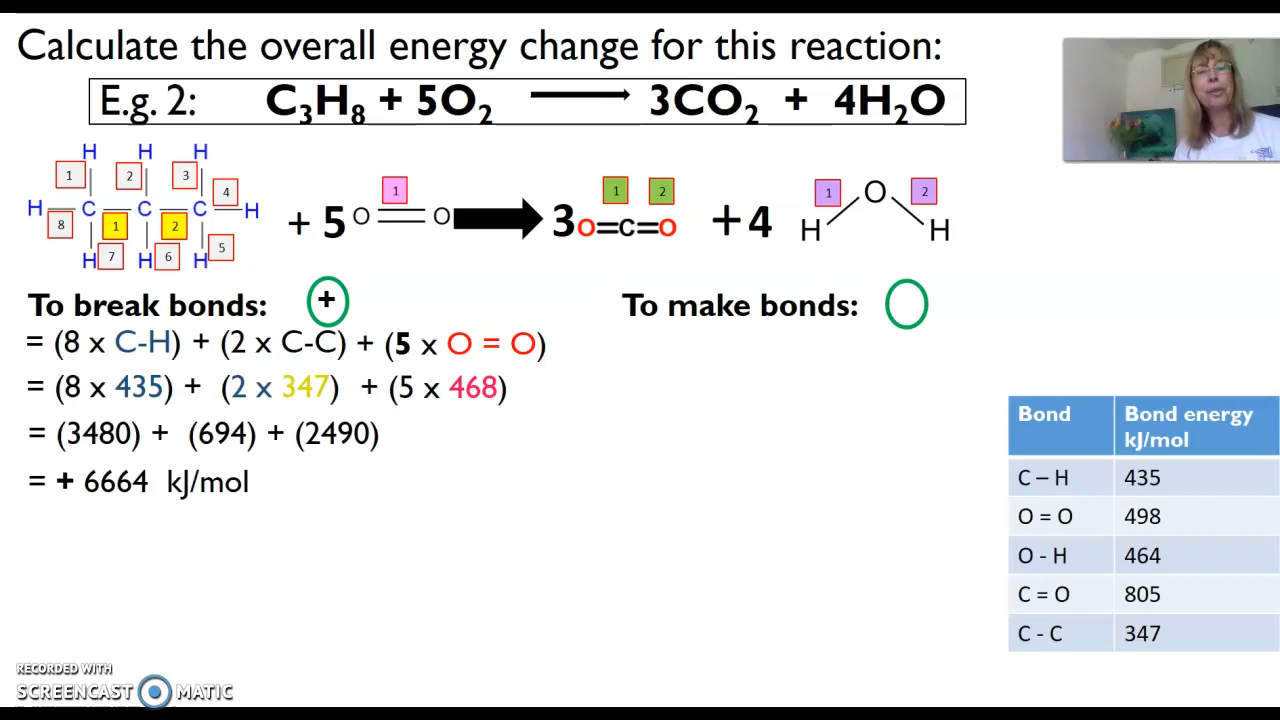 Calculate the overall energy change for this reaction:
E.g. 2: C₃H₈ + 5O₂ ⟶ 3CO₂ + 4H₂O
H H H
1 2 3 4
H C C C H + 5 O O 3 O=C=O + 4 H O H
8 1 2 1 1 2 1 2
7 6 5
H H H
To break bonds: +
= (8 x C-H) + (2 x C-C) + (5 x O = O)
= (8 x 435) + (2 x 347) + (5 x 468)
= (3480) + (694) + (2490)
= + 6664 kJ/mol
To make bonds:
Bond Bond energy
kJ/mol
C – H 435
O = O 498
O - H 464
C = O 805
C - C 347
RECORDED WITH
SCREENCAST MATIC